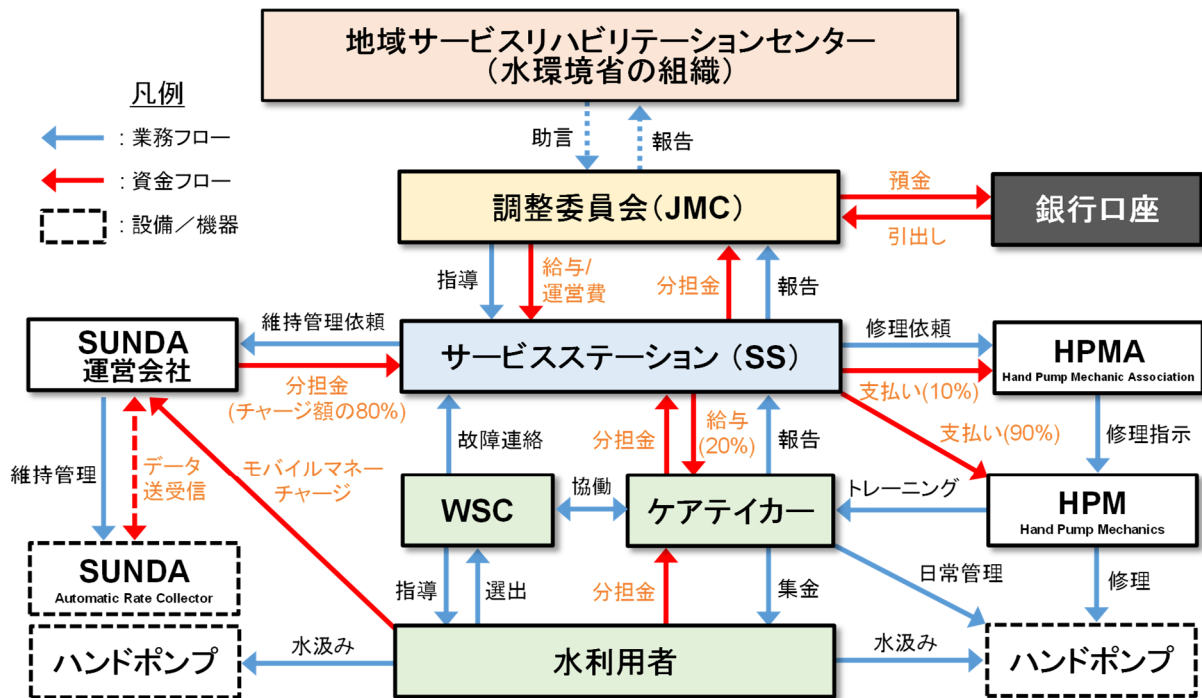 地域サービスリハビリテーションセンター
(水環境省の組織)
凡例
: 業務フロー
: 資金フロー
: 設備/機器
助言
報告
調整委員会(JMC)
預金
引出し
銀行口座
指導
給与/
運営費
分担金
報告
SUNDA
運営会社
維持管理依頼
分担金
(チャージ額の80%)
サービスステーション (SS)
修理依頼
支払い(10%)
支払い(90%)
HPMA
Hand Pump Mechanic Association
維持管理
データ
送受信
モバイルマネー
チャージ
故障連絡
分担金
給与
(20%)
報告
修理指示
WSC
協働
ケアテイカー
トレーニング
HPM
Hand Pump Mechanics
SUNDA
Automatic Rate Collector
指導
選出
分担金
集金
日常管理
修理
ハンドポンプ
水汲み
水利用者
水汲み
ハンドポンプ